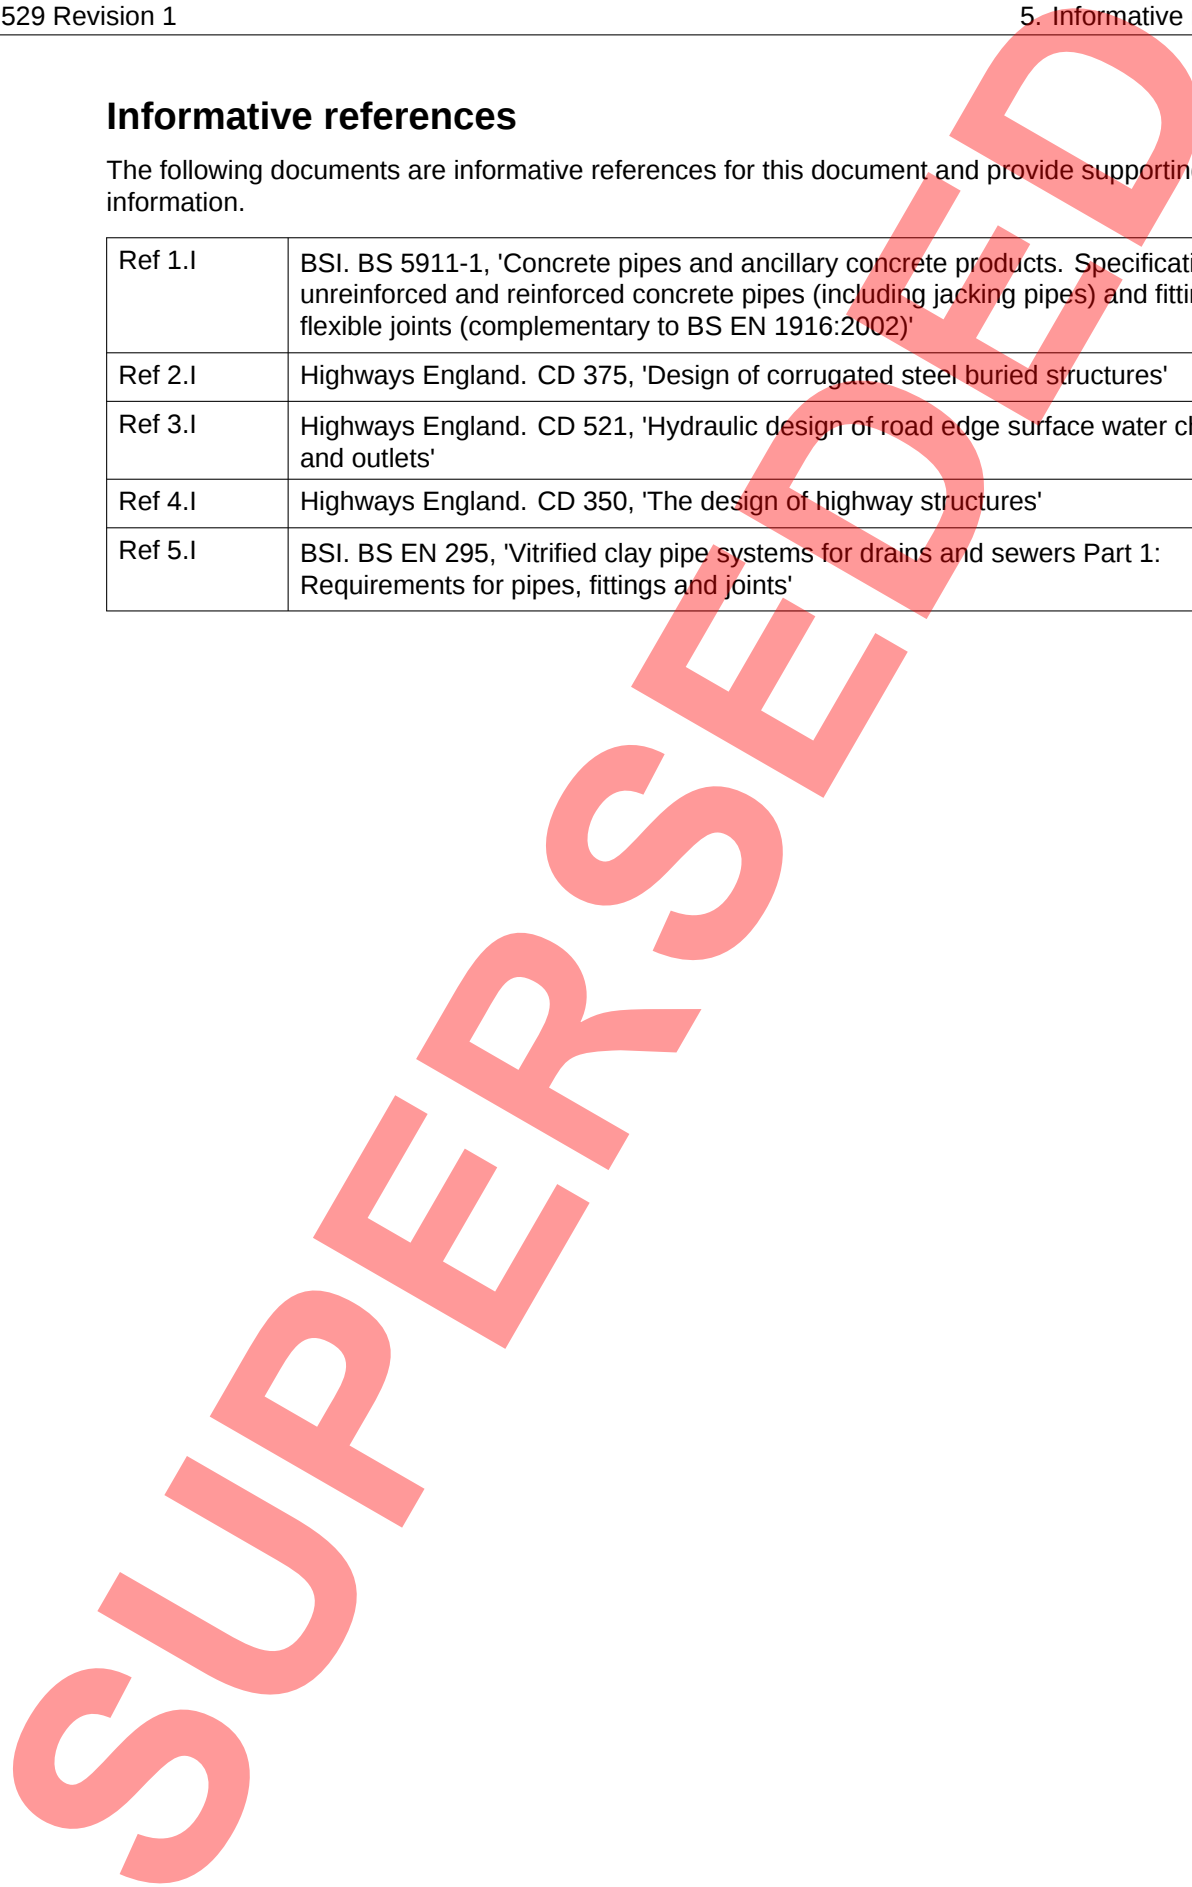 529 Revision 1 5. Informative
Informative references
The following documents are informative references for this document and provide supporting
information.
Ref 1.I BSI. BS 5911-1, 'Concrete pipes and ancillary concrete products. Specificati
unreinforced and reinforced concrete pipes (including jacking pipes) and fittin
flexible joints (complementary to BS EN 1916:2002)'
Ref 2.I Highways England. CD 375, 'Design of corrugated steel buried structures'
Ref 3.I Highways England. CD 521, 'Hydraulic design of road edge surface water ch
and outlets'
Ref 4.I Highways England. CD 350, 'The design of highway structures'
Ref 5.I BSI. BS EN 295, 'Vitrified clay pipe systems for drains and sewers Part 1:
Requirements for pipes, fittings and joints'
SUPERSEDED